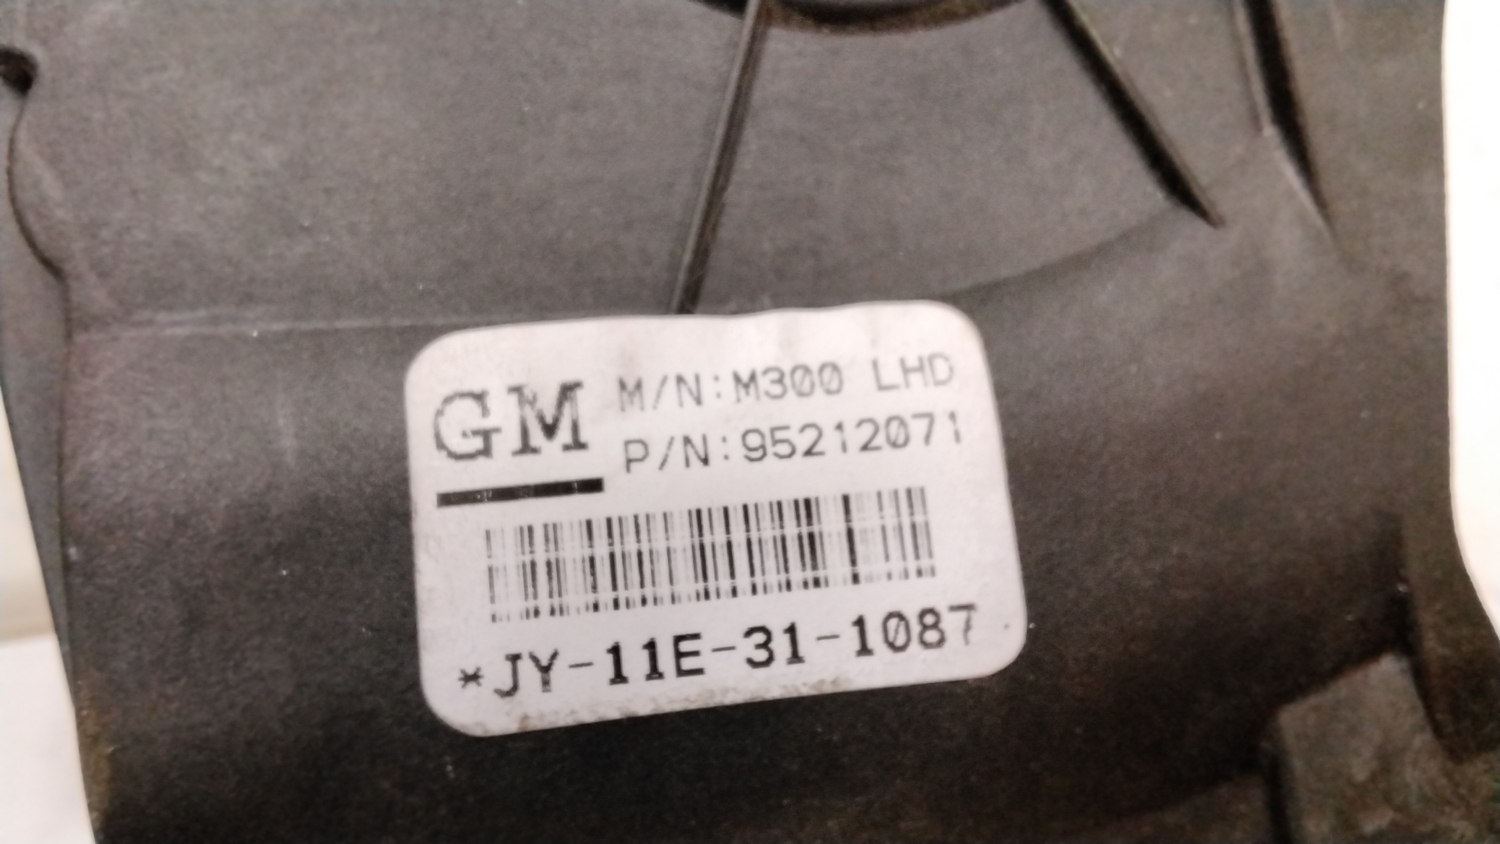 GM
M/N:M300 LHD
P/N:95212071
*JY-11E-31-1087